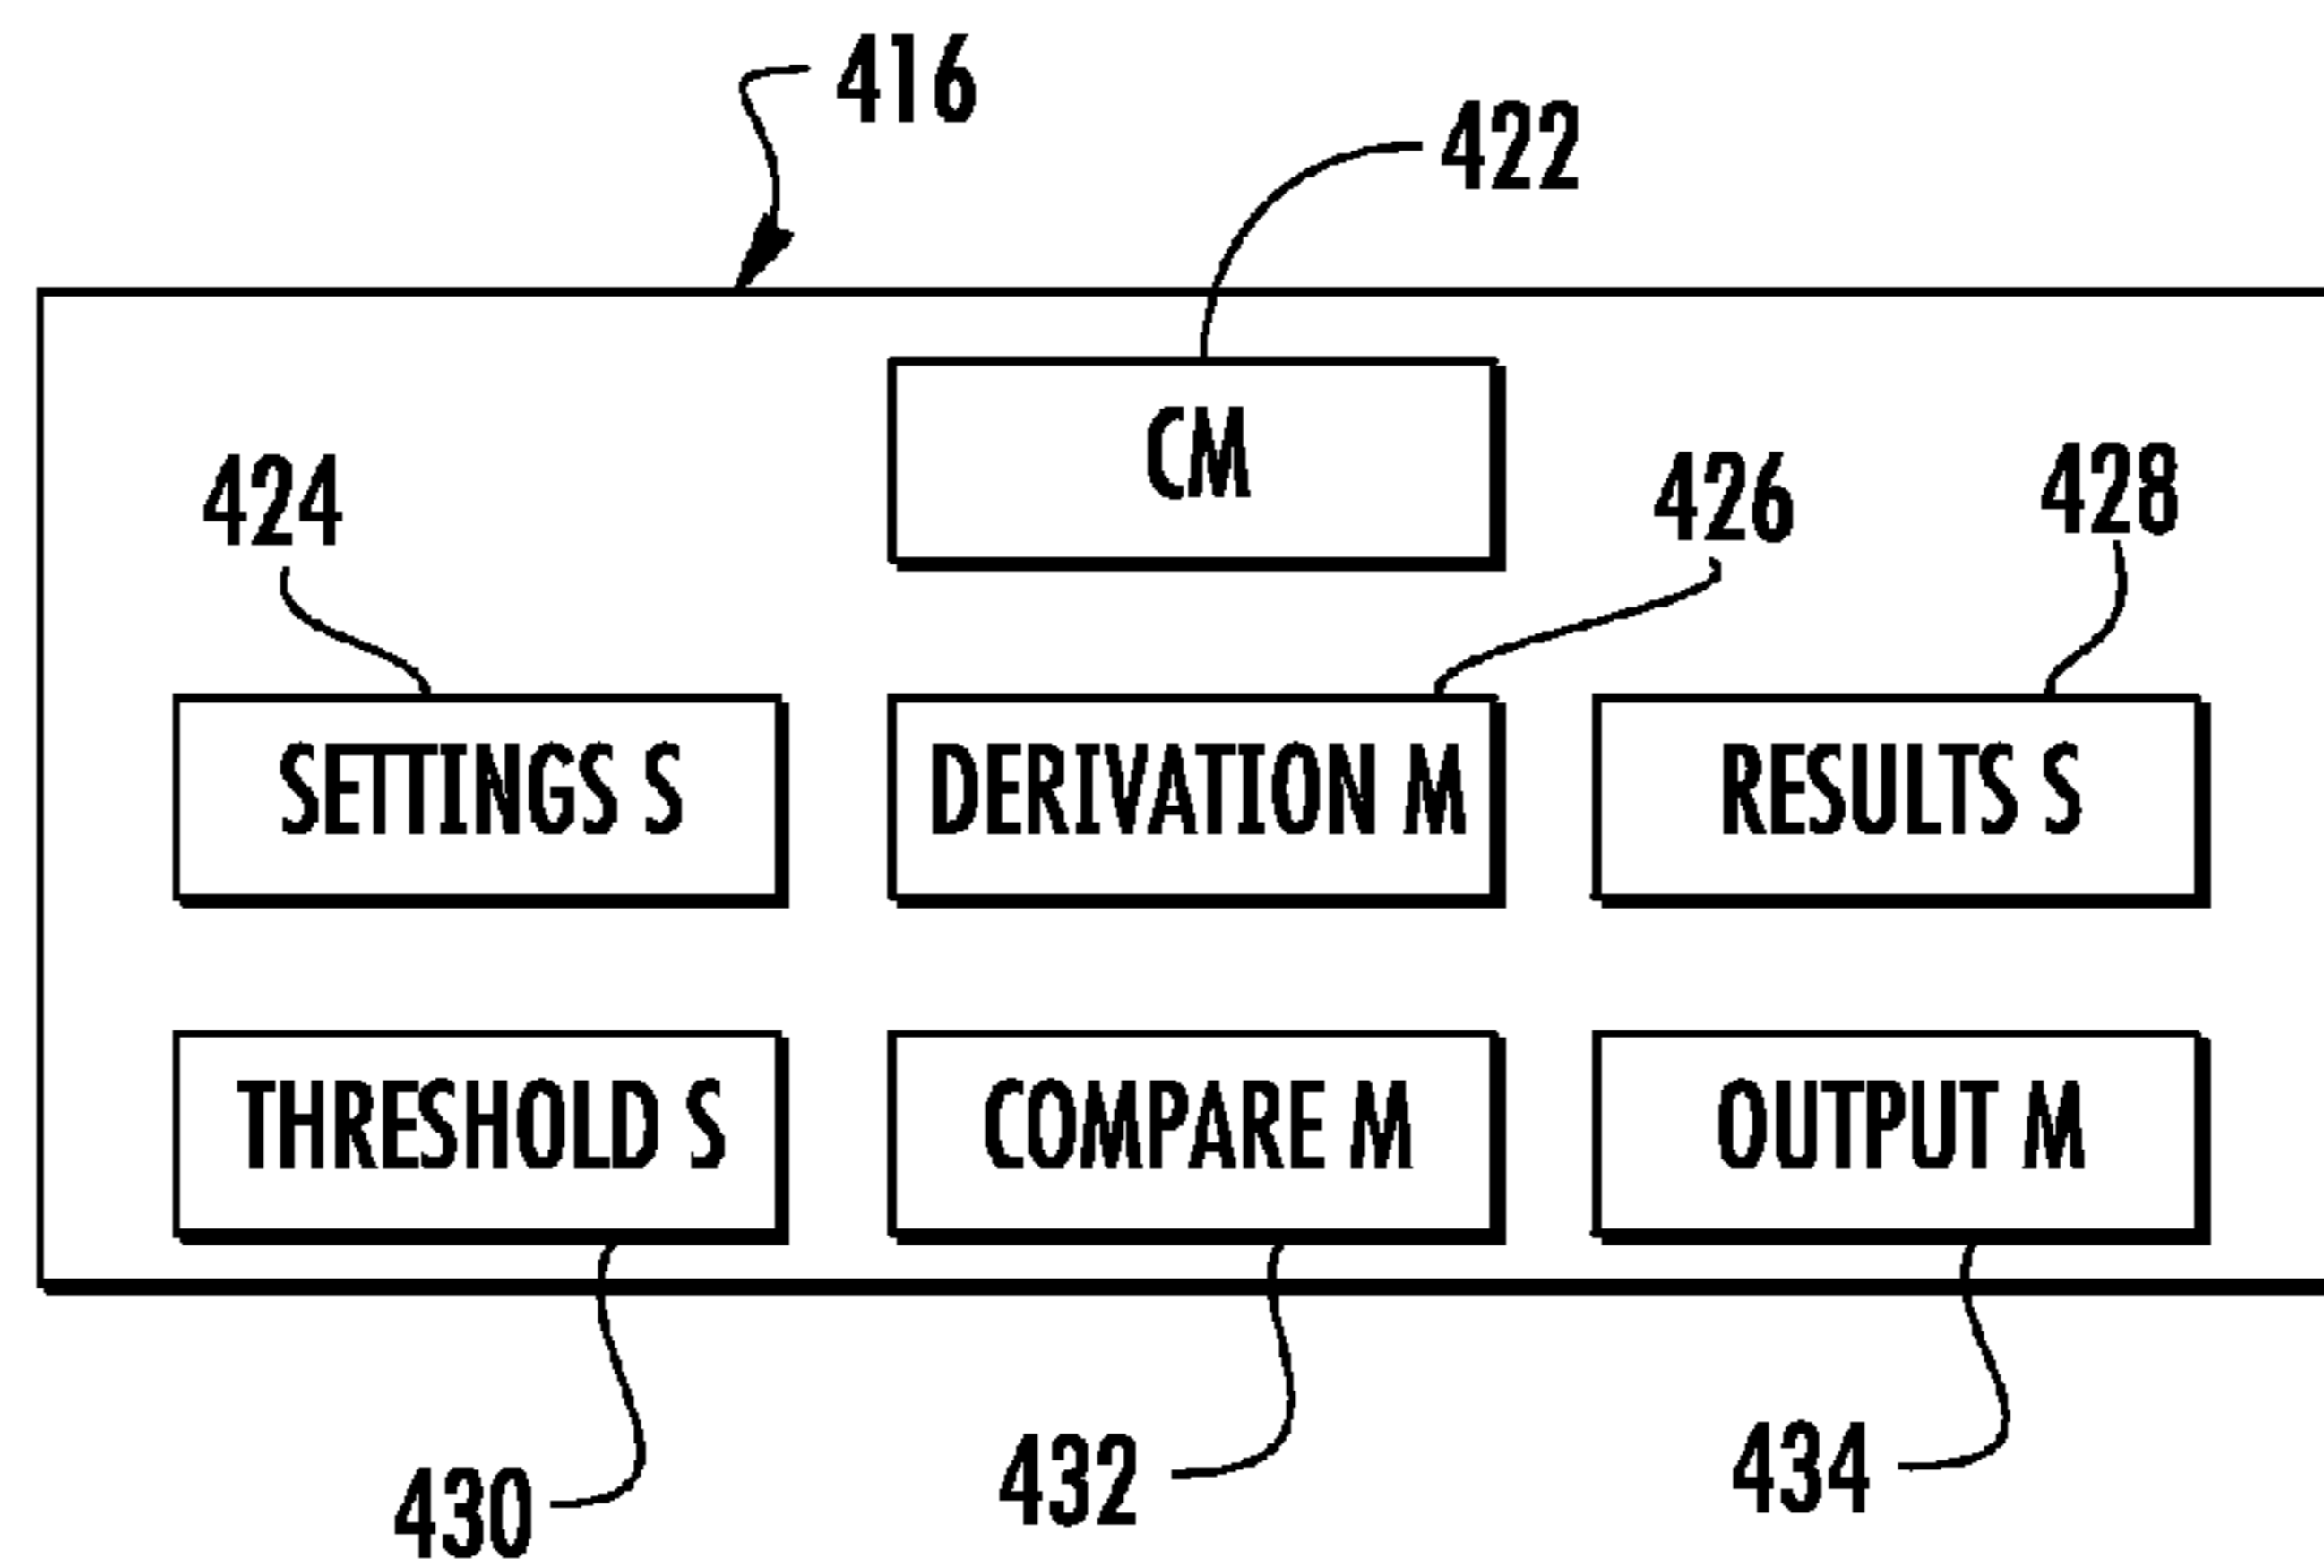 416
422
CM
424
426
428
SETTINGS S
DERIVATION M
RESULTS S
THRESHOLD S
COMPARE M
OUTPUT M
430
432
434